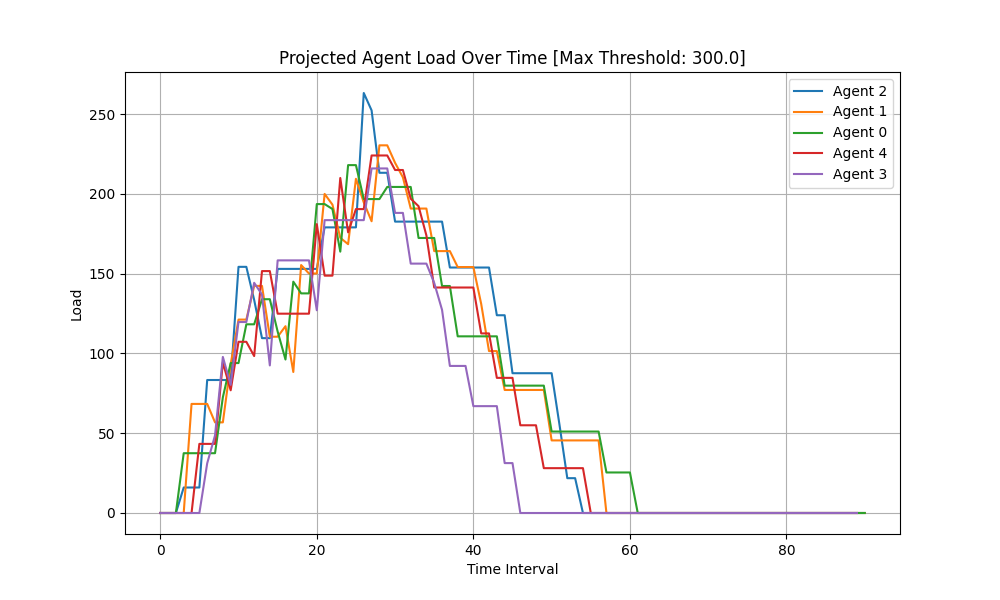 Projected Agent Load Over Time [Max Threshold: 300.0]
Agent 2
Agent 1
Agent 0
Agent 4
Agent 3
Load
250
200
150
100
50
0
0 20 40 60 80
Time Interval